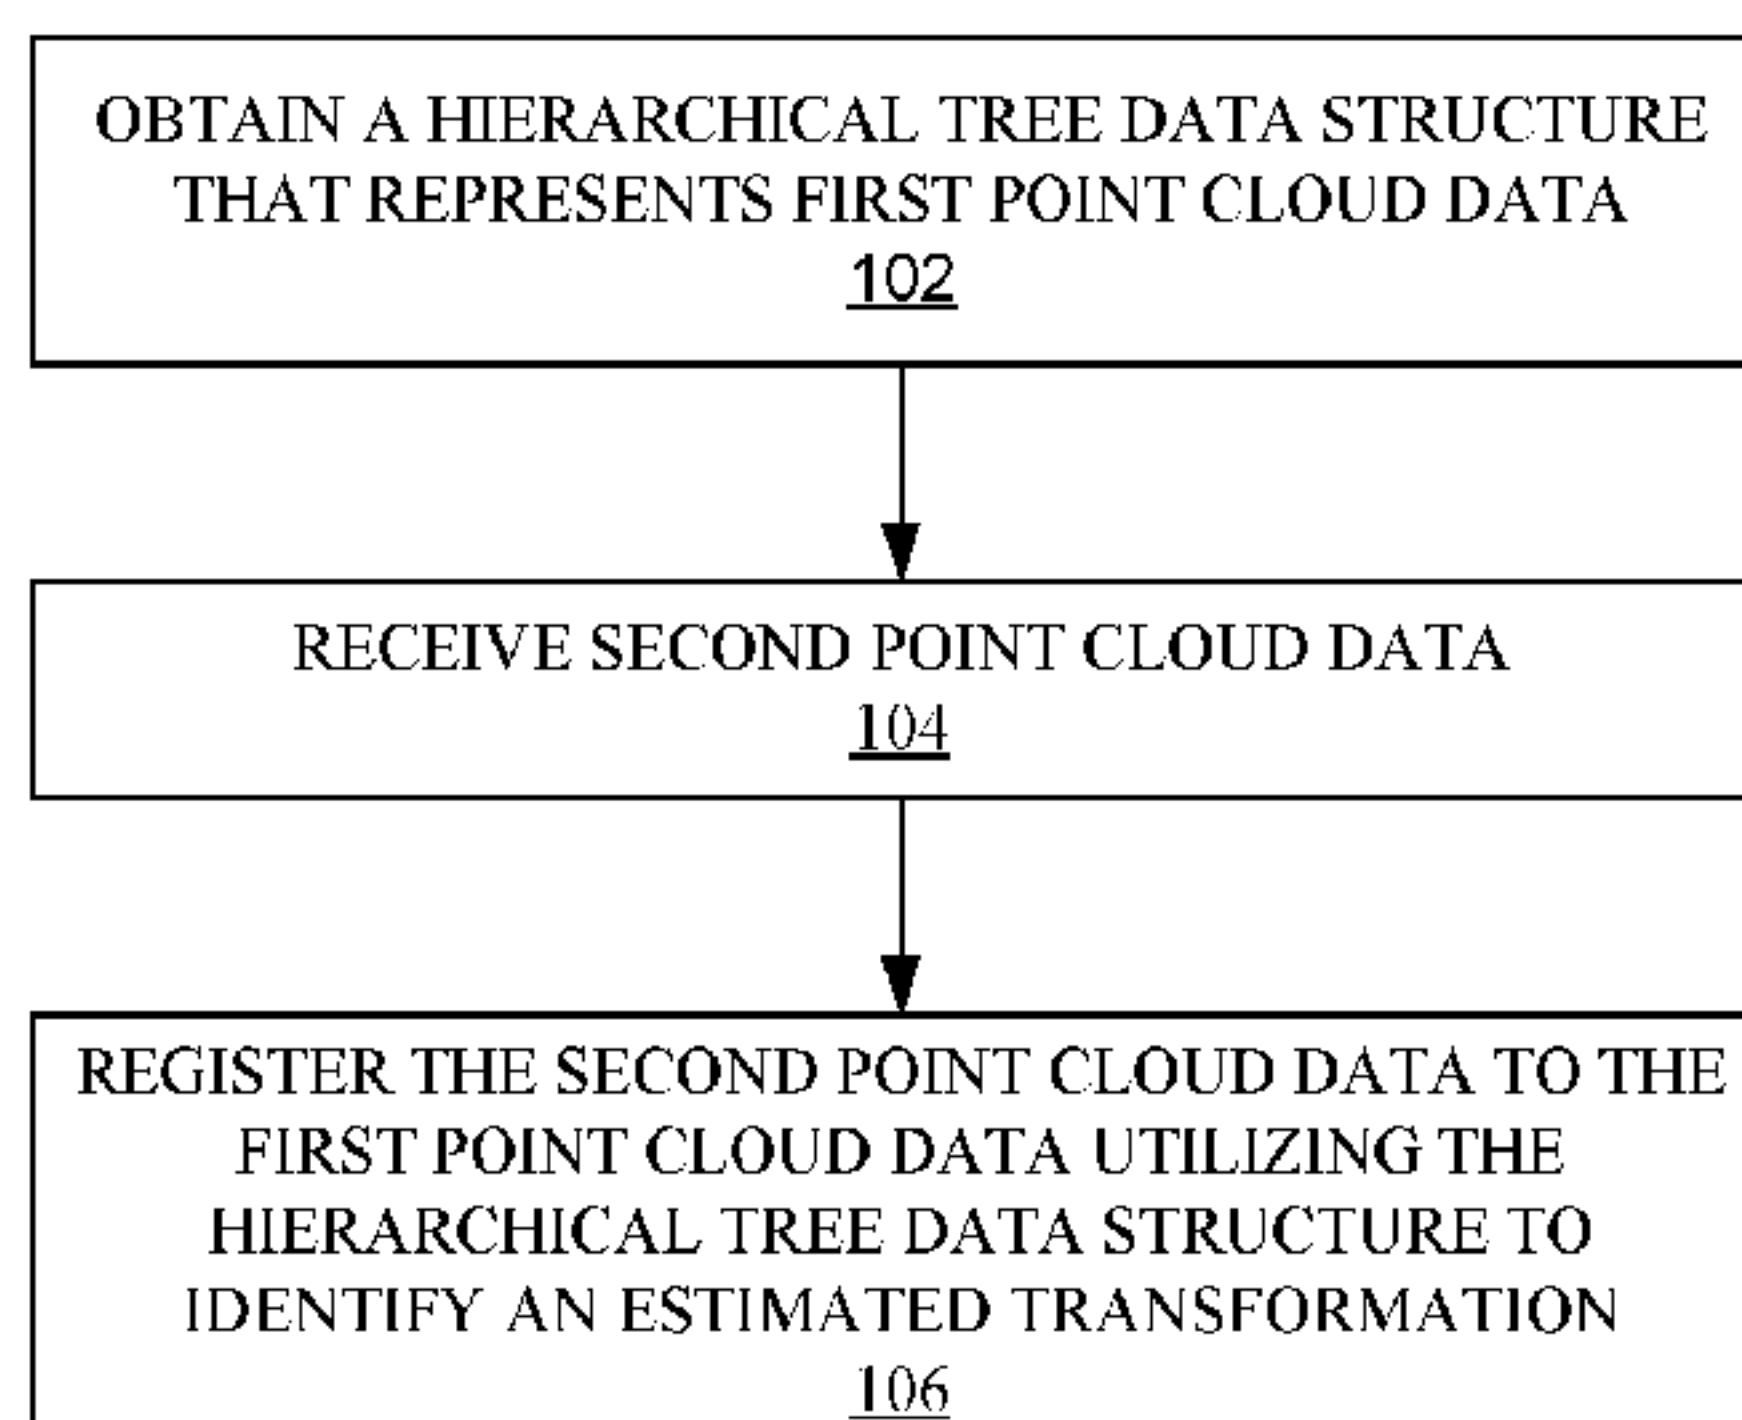 OBTAIN A HIERARCHICAL TREE DATA STRUCTURE
THAT REPRESENTS FIRST POINT CLOUD DATA
102
RECEIVE SECOND POINT CLOUD DATA
104
REGISTER THE SECOND POINT CLOUD DATA TO THE
FIRST POINT CLOUD DATA UTILIZING THE
HIERARCHICAL TREE DATA STRUCTURE TO
IDENTIFY AN ESTIMATED TRANSFORMATION
106